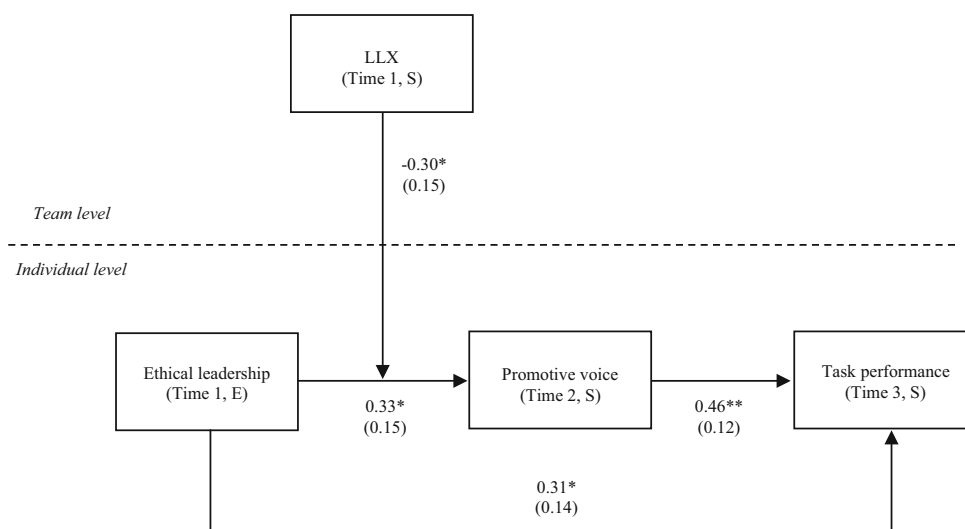 LLX
(Time 1, S)
-0.30*
(0.15)
Team level
Individual level
Ethical leadership
(Time 1, E)
0.33*
(0.15)
Promotive voice
(Time 2, S)
0.46**
(0.12)
Task performance
(Time 3, S)
0.31*
(0.14)